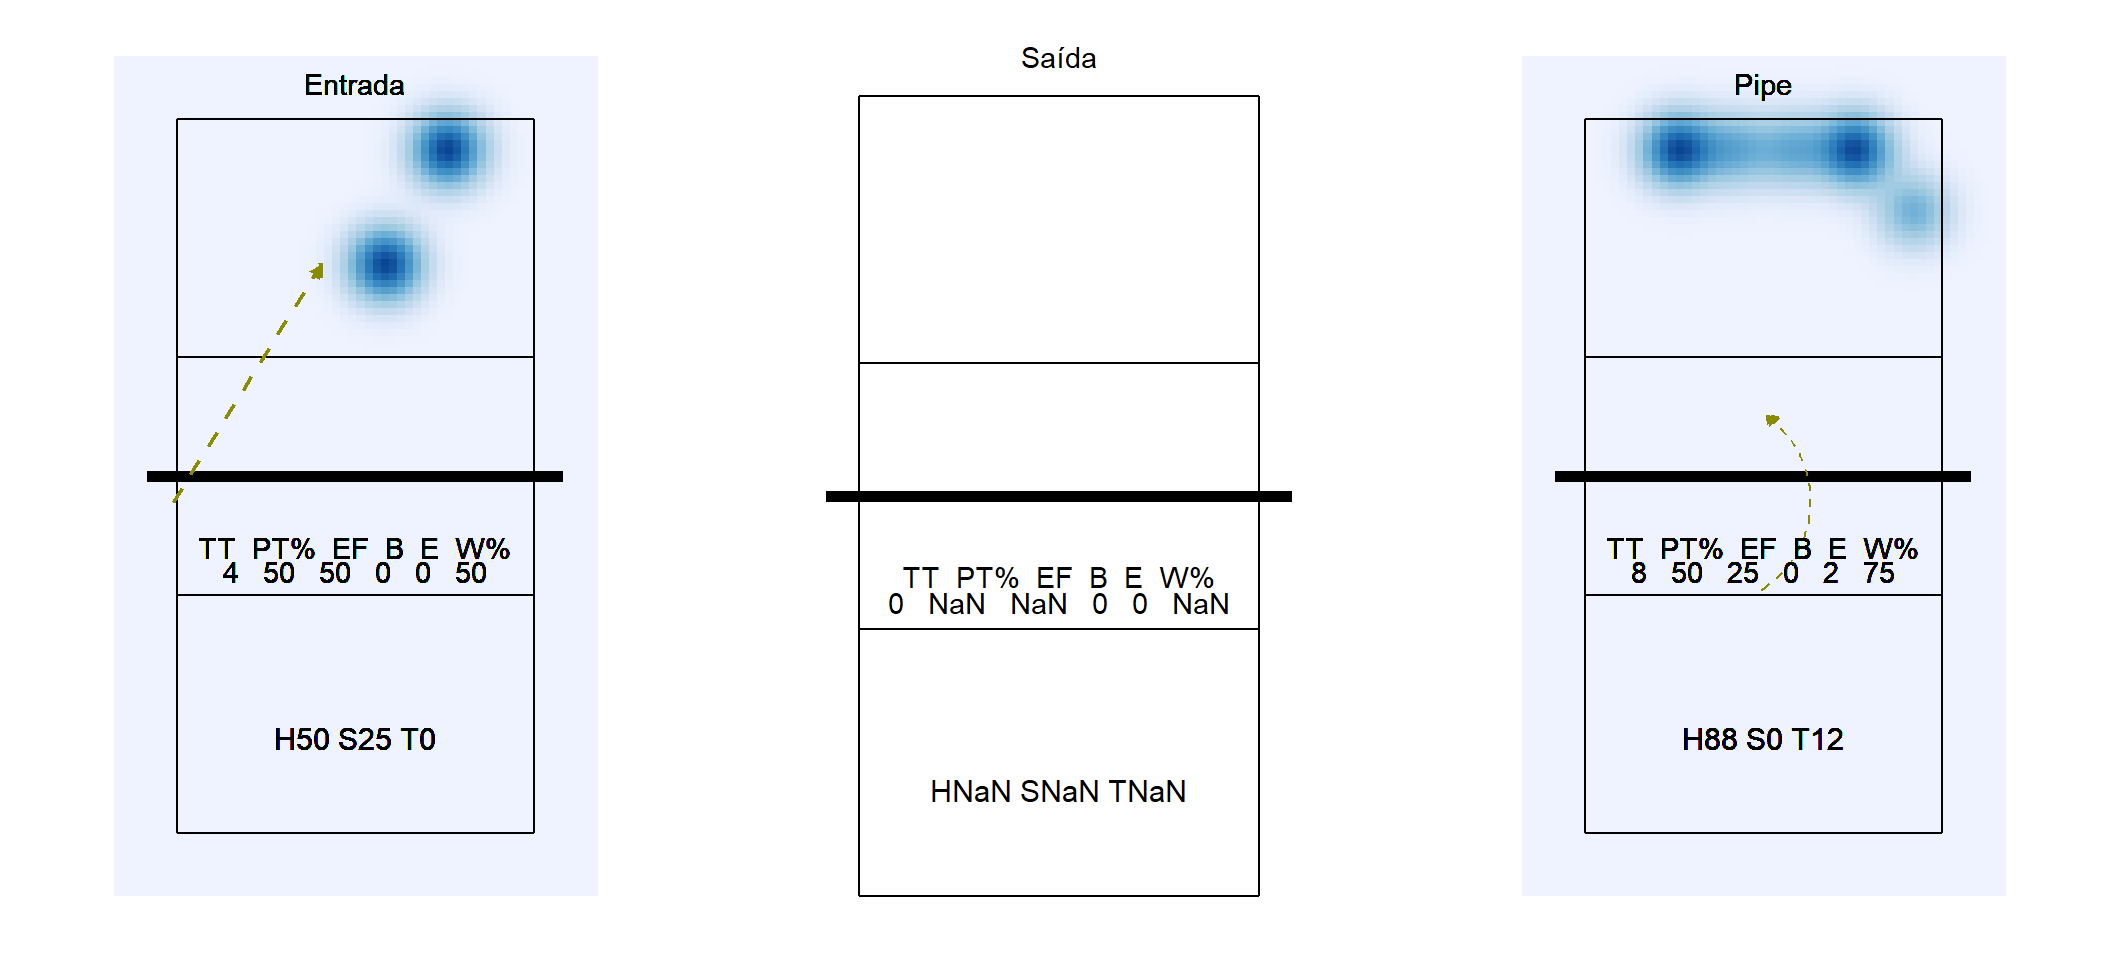 Entrada
TT PT% EF B E W%
4 50 50 0 0 50
H50 S25 T0
Saída
TT PT% EF B E W%
0 NaN NaN 0 0 NaN
HNaN SNaN TNaN
Pipe
TT PT% EF B E W%
8 50 25 0 2 75
H88 S0 T12